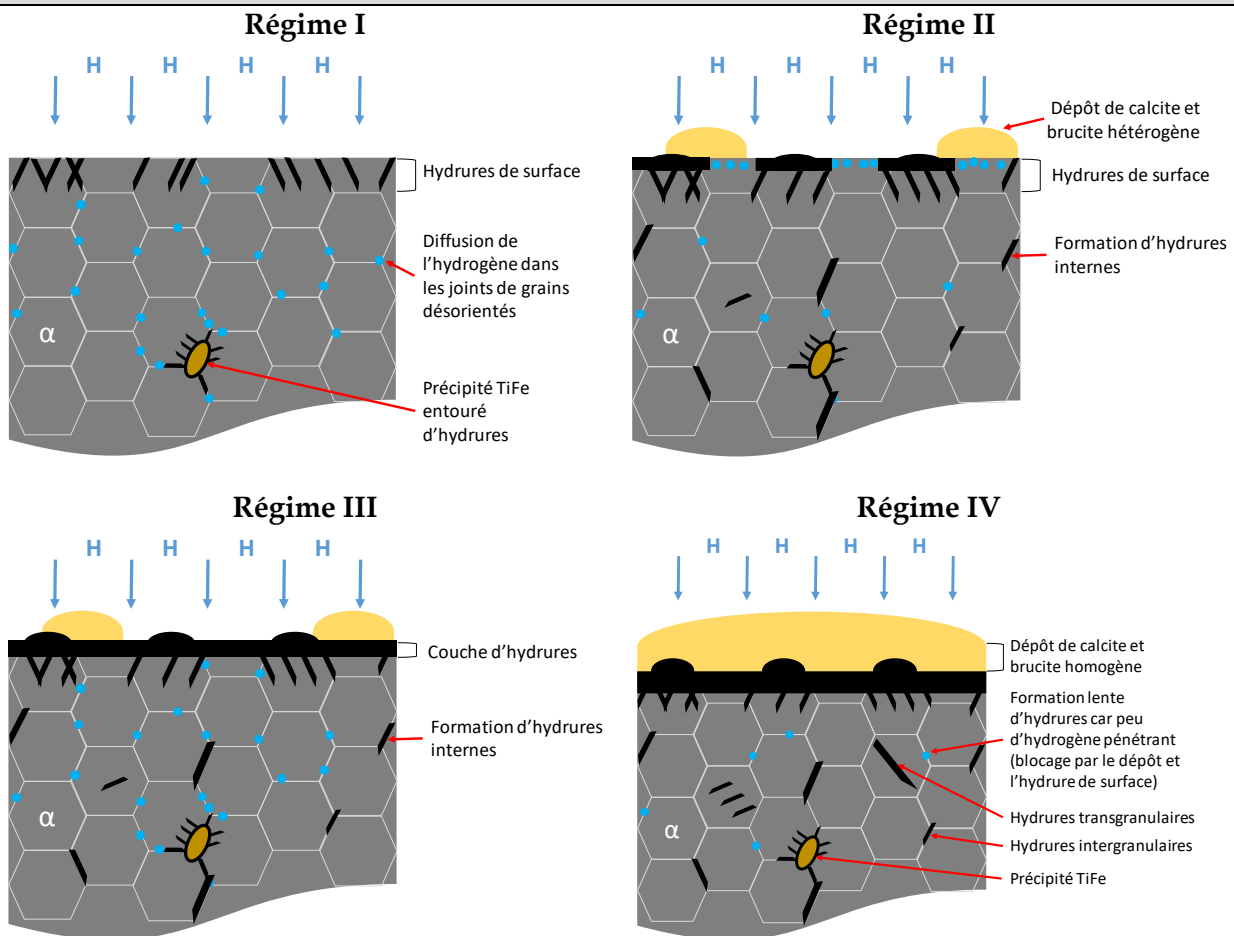 Régime I
H H H H
Hydrures de surface
Diffusion de
l'hydrogène dans
les joints de grains
désorientés
α
Précipité TiFe
entouré
d'hydrures
Régime II
H H H H
Dépôt de calcite et
brucite hétérogène
Hydrures de surface
Formation d'hydrures
internes
α
Régime III
H H H H
Couche d'hydrures
Formation d'hydrures
internes
α
Régime IV
H H H H
Dépôt de calcite et
brucite homogène
Formation lente
d'hydrures car peu
d'hydrogène pénétrant
(blocage par le dépôt et
l'hydrure de surface)
α
Hydrures transgranulaires
Hydrures intergranulaires
Précipité TiFe